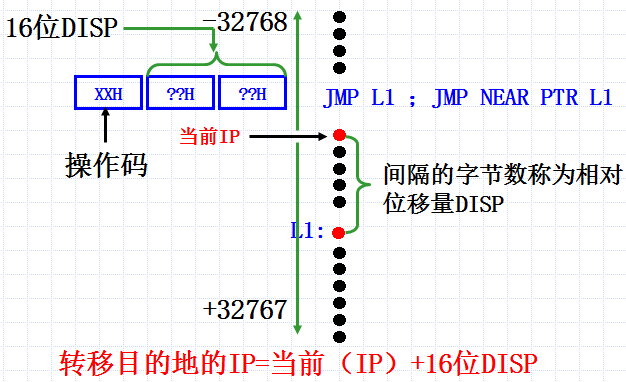 16位DISP
-32768
XXH ??H ??H
JMP L1 ；JMP NEAR PTR L1
当前IP
操作码
间隔的字节数称为相对
位移量DISP
L1:
+32767
转移目的地的IP=当前（IP）+16位DISP